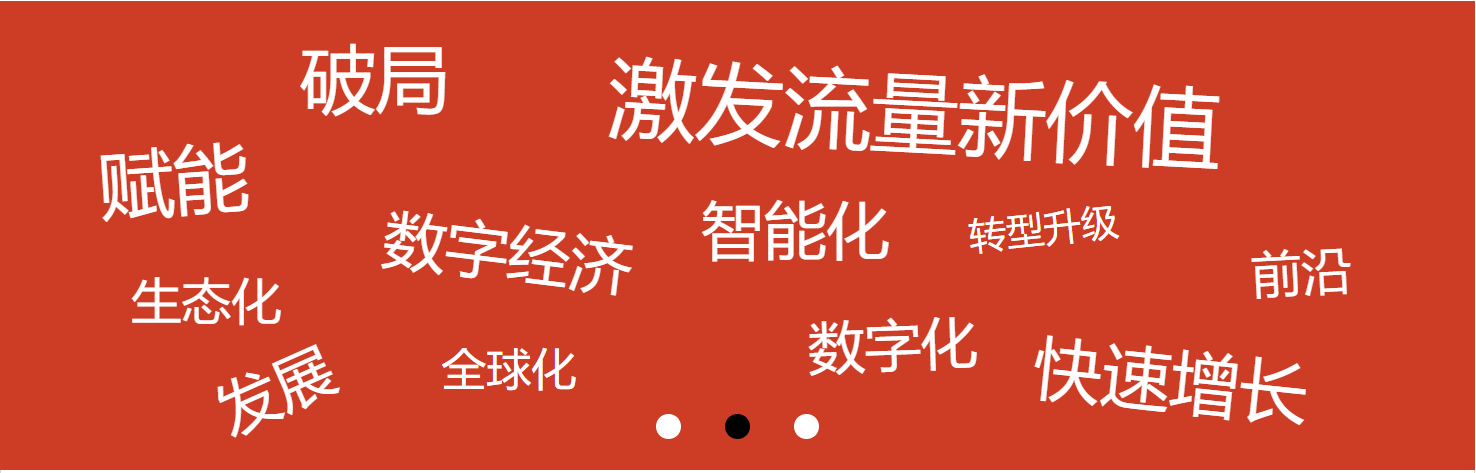 破局
激发流量新价值
赋能
数字经济
智能化
转型升级
前沿
生态化
数字化
发展
全球化
快速增长